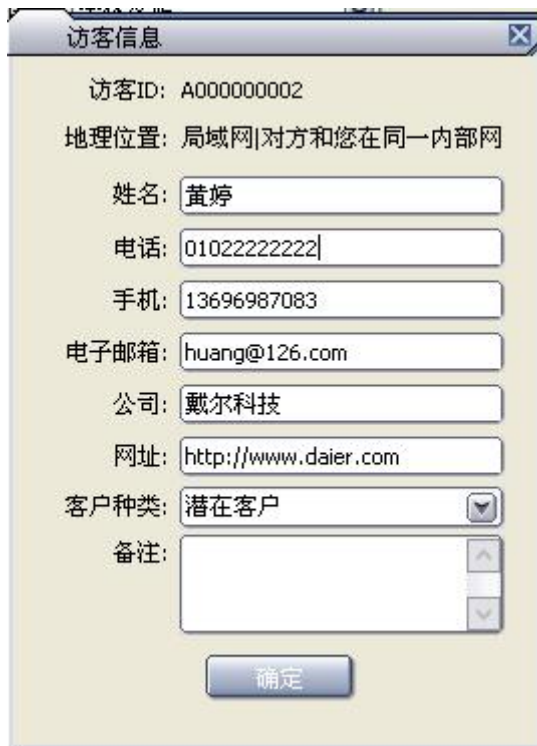 访客信息
访客ID: A000000002
地理位置: 局域网|对方和您在同一内部网
姓名: 黄婷
电话: 01022222222
手机: 13696987083
电子邮箱: huang@126.com
公司: 戴尔科技
网址: http://www.daier.com
客户种类: 潜在客户
备注:
确定